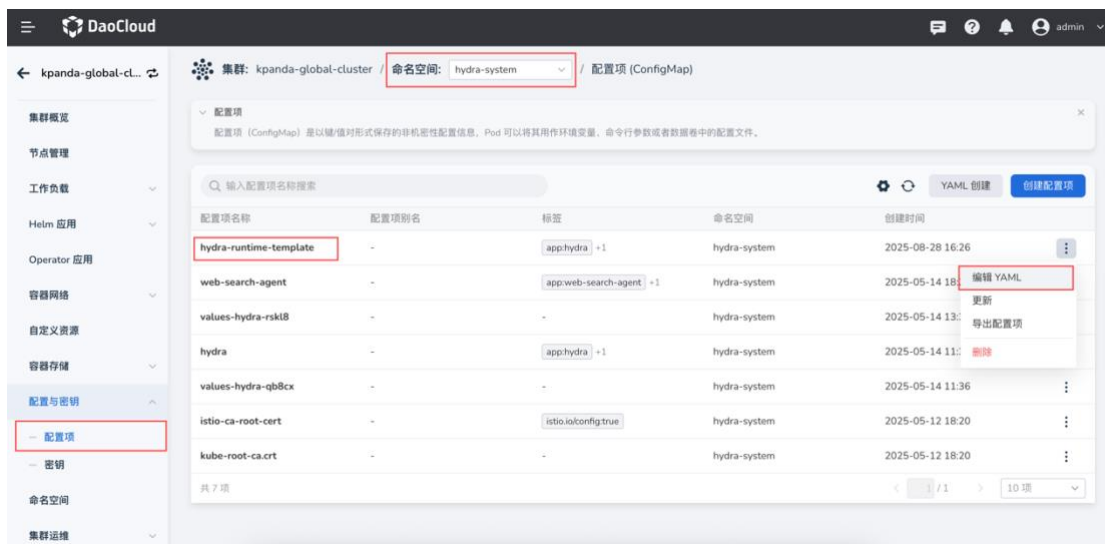 DaoCloud
admin
kpanda-global-cl...
集群: kpanda-global-cluster / 命名空间: hydra-system / 配置项 (ConfigMap)
集群概览
节点管理
工作负载
Helm 应用
Operator 应用
容器网络
自定义资源
容器存储
配置与密钥
配置项
密钥
命名空间
集群运维
配置项
配置项（ConfigMap）是以键/值对形式保存的非机密性配置信息，Pod 可以将其用作环境变量、命令行参数或者数据卷中的配置文件。
输入配置项名称搜索
YAML 创建
创建配置项
配置项名称 配置项别名 标签 命名空间 创建时间
hydra-runtime-template - app:hydra +1 hydra-system 2025-08-28 16:26
web-search-agent - app:web-search-agent +1 hydra-system 2025-05-14 18:
values-hydra-rskl8 - - hydra-system 2025-05-14 13:
hydra - app:hydra +1 hydra-system 2025-05-14 11:
values-hydra-qb8cx - - hydra-system 2025-05-14 11:36
istio-ca-root-cert - istio.io/config:true hydra-system 2025-05-12 18:20
kube-root-ca.crt - - hydra-system 2025-05-12 18:20
编辑 YAML
更新
导出配置项
删除
共 7 项
1 / 1
10 项